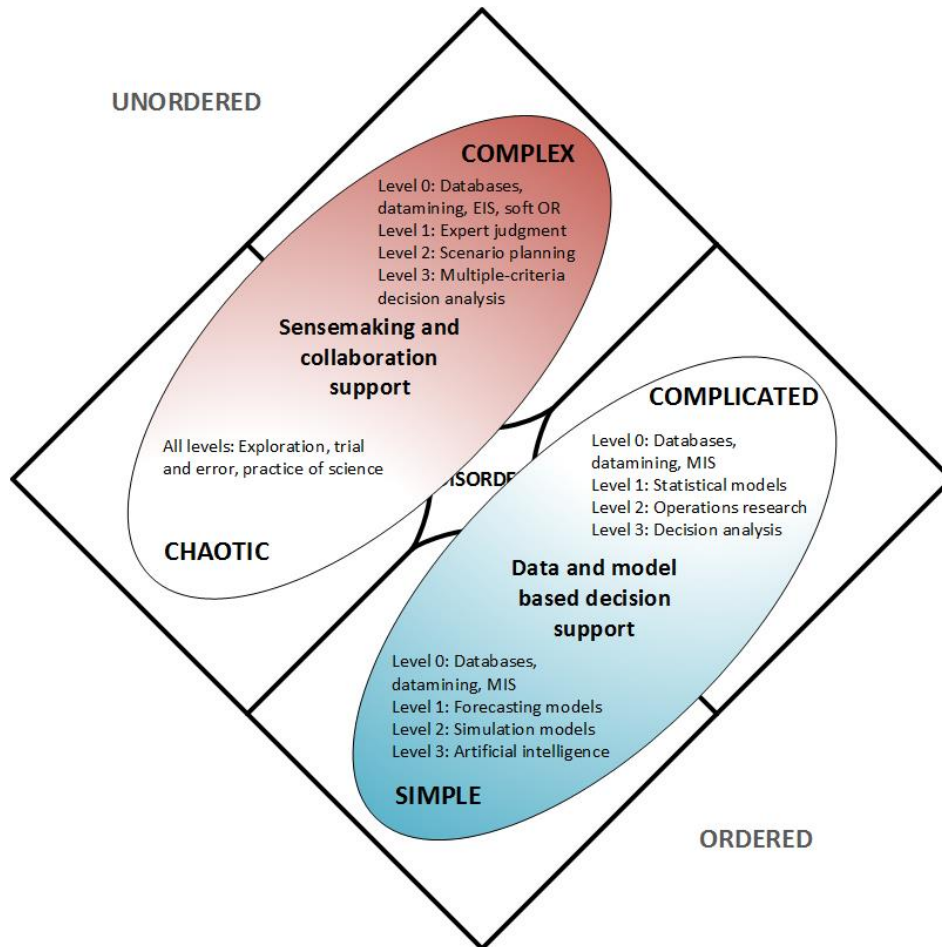 UNORDERED
COMPLEX
Level 0: Databases,
datamining, EIS, soft OR
Level 1: Expert judgment
Level 2: Scenario planning
Level 3: Multiple-criteria
decision analysis
Sensemaking and
collaboration
support
All levels: Exploration, trial
and error, practice of science
CHAOTIC
ISORDE
COMPLICATED
Level 0: Databases,
datamining, MIS
Level 1: Statistical models
Level 2: Operations research
Level 3: Decision analysis
Data and model
based decision
support
Level 0: Databases,
datamining, MIS
Level 1: Forecasting models
Level 2: Simulation models
Level 3: Artificial intelligence
SIMPLE
ORDERED